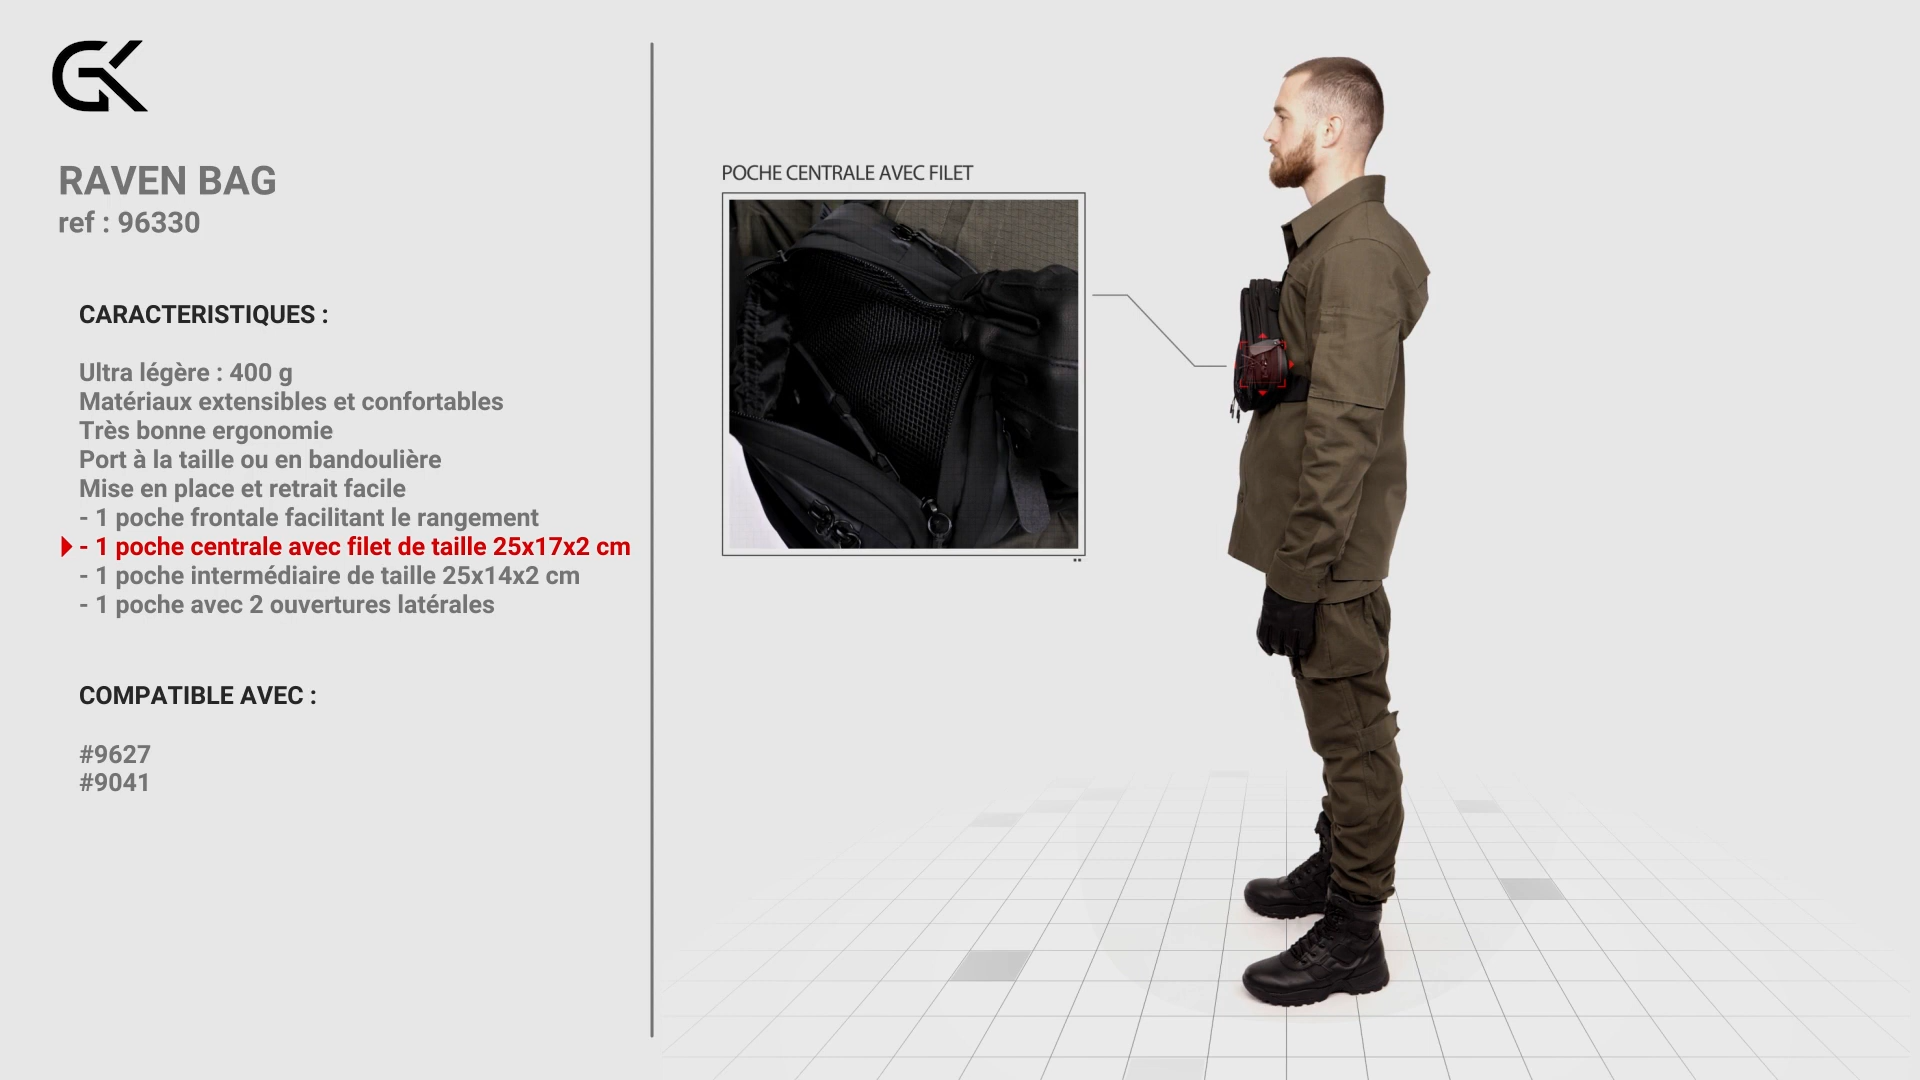 GK
RAVEN BAG
ref : 96330
CARACTERISTIQUES :
Ultra légère : 400 g
Matériaux extensibles et confortables
Très bonne ergonomie
Port à la taille ou en bandoulière
Mise en place et retrait facile
- 1 poche frontale facilitant le rangement
- 1 poche centrale avec filet de taille 25x17x2 cm
- 1 poche intermédiaire de taille 25x14x2 cm
- 1 poche avec 2 ouvertures latérales
COMPATIBLE AVEC :
#9627
#9041
POCHE CENTRALE AVEC FILET